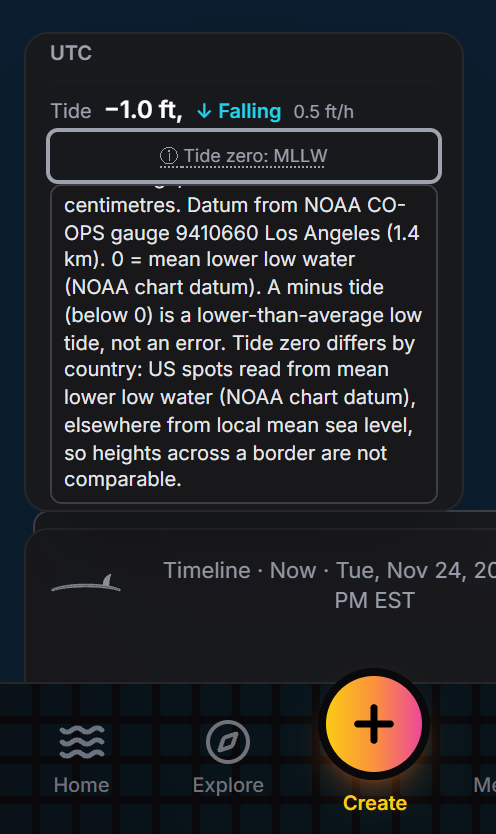 UTC
Tide −1.0 ft, ↓ Falling 0.5 ft/h
ⓘ Tide zero: MLLW
centimetres. Datum from NOAA CO-
OPS gauge 9410660 Los Angeles (1.4
km). 0 = mean lower low water
(NOAA chart datum). A minus tide
(below 0) is a lower-than-average low
tide, not an error. Tide zero differs by
country: US spots read from mean
lower low water (NOAA chart datum),
elsewhere from local mean sea level,
so heights across a border are not
comparable.
Timeline · Now · Tue, Nov 24, 20
PM EST
Home
Explore
Create